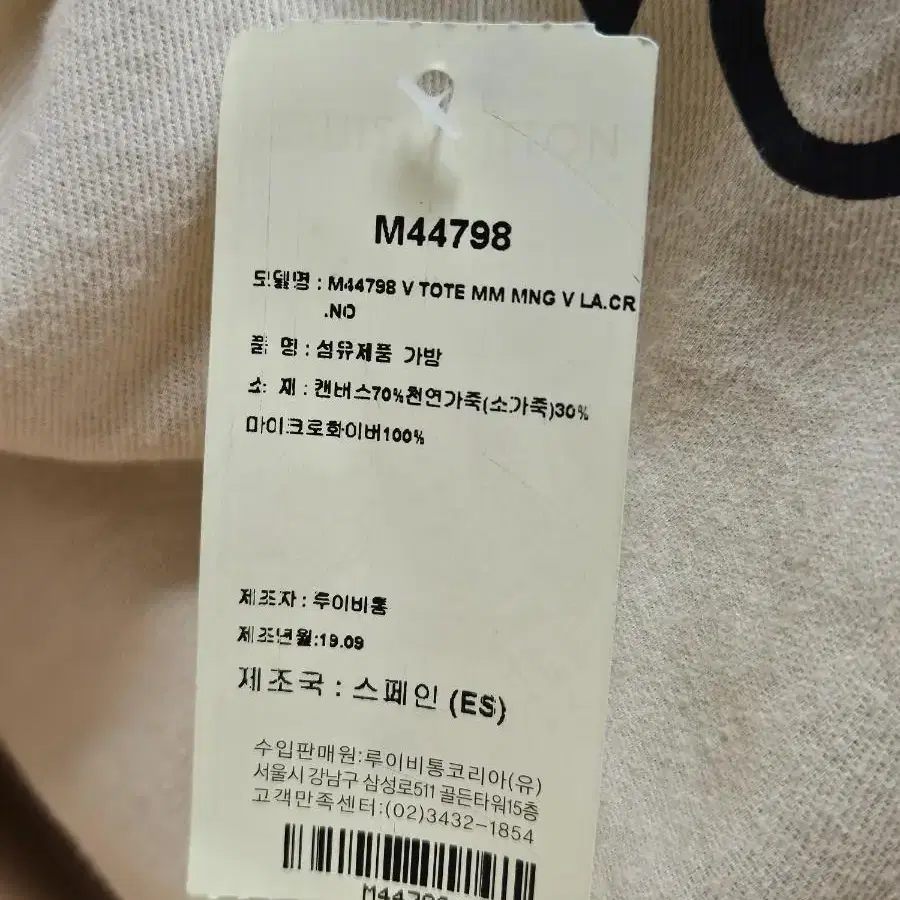 M44798
모델명 : M44798 V TOTE MM MNG V LA.CR
.NO
품 명 : 섬유제품 가방
소 재 : 캔버스70%천연가죽(소가죽)30%
마이크로화이버100%
제조자 : 루이비통
제조년월:19.09
제조국 : 스페인 (ES)
수입판매원:루이비통코리아(유)
서울시 강남구 삼성로511 골든타워15층
고객만족센터:(02)3432-1854
M44798